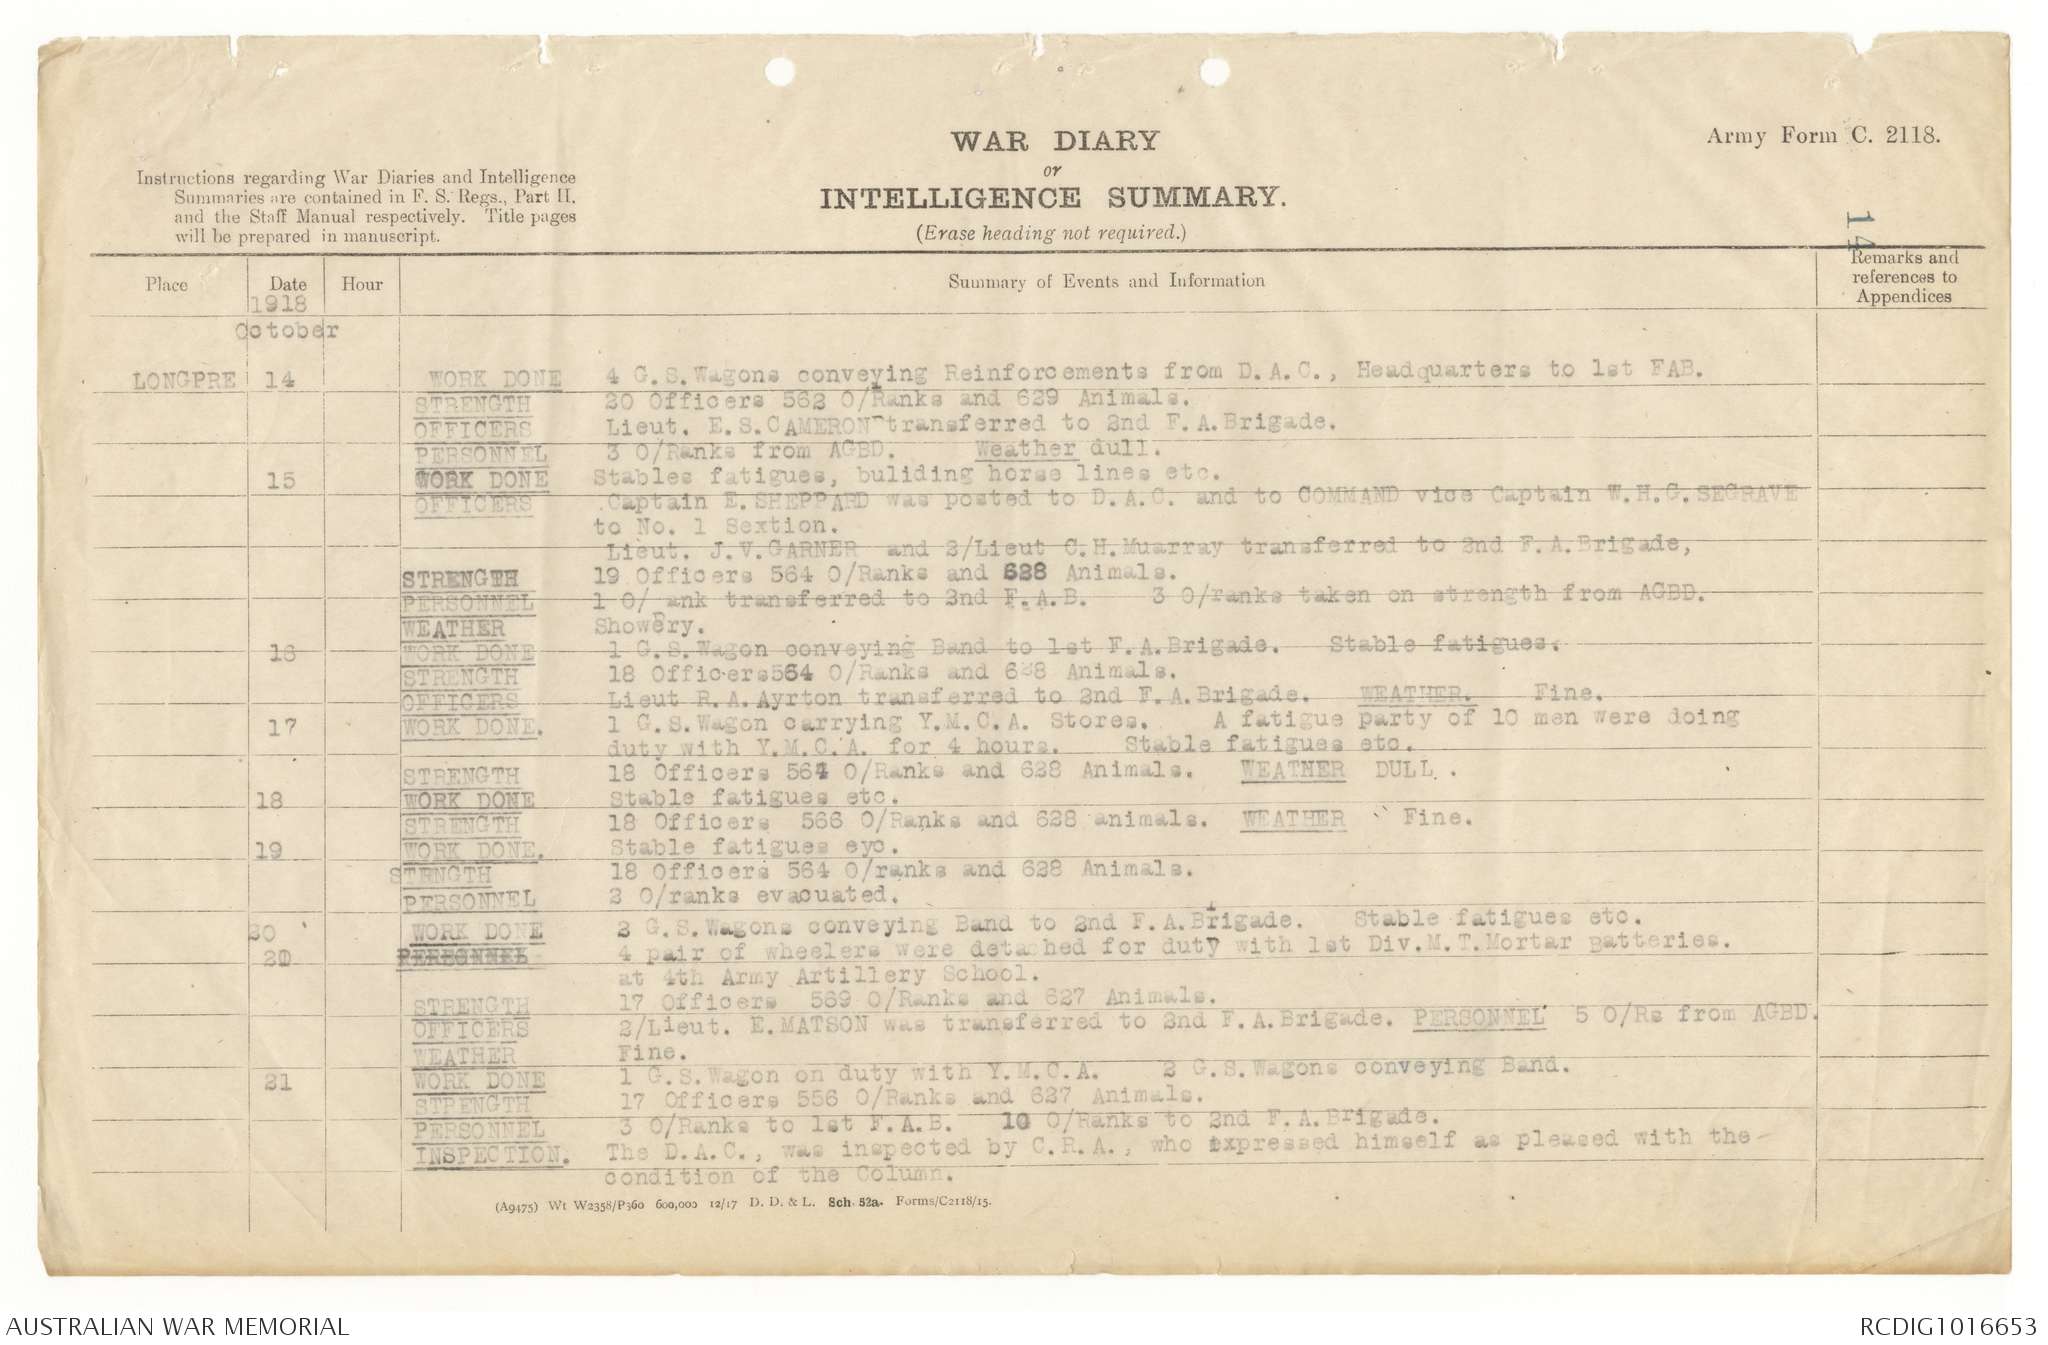 WAR DIARY
or
INTELLIGENCE SUMMARY.
(Erase heading not required.)
Army Form C. 2118.
Instructions regarding War Diaries and Intelligence
Summaries are contained in F. S. Regs., Part II.
and the Staff Manual respectively. Title pages
will be prepared in manuscript.
14
Place Date Hour Summary of Events and Information Remarks and
references to
Appendices
1918
October
LONGPRE 14 WORK DONE 4 G.S.Wagons conveying Reinforcements from D.A.C., Headquarters to 1st FAB.
STRENGTH 20 Officers 562 O/Ranks and 629 Animals.
OFFICERS Lieut. E.S.CAMERON transferred to 2nd F.A.Brigade.
PERSONNEL 3 O/Ranks from AGBD. Weather dull.
15 WORK DONE Stables fatigues, buliding horse lines etc.
OFFICERS Captain E.SHEPPARD was posted to D.A.C. and to COMMAND vice Captain W.H.G.SEGRAVE
to No. 1 Sextion.
Lieut. J.V.GARNER and 2/Lieut C.H.Muarray transferred to 2nd F.A.Brigade,
STRENGTH 19 Officers 564 O/Ranks and 628 Animals.
PERSONNEL 1 O/ ank transferred to 2nd F.A.B. 3 O/ranks taken on strength from AGBD.
WEATHER Showery.
16 WORK DONE 1 G.S.Wagon conveying Band to 1st F.A.Brigade. Stable fatigues.
STRENGTH 18 Officers564 O/Ranks and 628 Animals.
OFFICERS Lieut R.A.Ayrton transferred to 2nd F.A.Brigade. WEATHER. Fine.
17 WORK DONE. 1 G.S.Wagon carrying Y.M.C.A. Stores. A fatigue party of 10 men were doing
duty with Y.M.C.A. for 4 hours. Stable fatigues etc.
STRENGTH 18 Officers 564 O/Ranks and 628 Animals. WEATHER DULL.
18 WORK DONE Stable fatigues etc.
STRENGTH 18 Officers 566 O/Ranks and 628 animals. WEATHER Fine.
19 WORK DONE. Stable fatigues eyc.
STRNGTH 18 Officers 564 O/ranks and 628 Animals.
PERSONNEL 2 O/ranks evacuated.
20 WORK DONE 2 G.S.Wagons conveying Band to 2nd F.A.Brigade. Stable fatigues etc.
20 PERSONNEL 4 pair of wheelers were detached for duty with 1st Div.M.T.Mortar Batteries.
at 4th Army Artillery School.
STRENGTH 17 Officers 569 O/Ranks and 627 Animals.
OFFICERS 2/Lieut. E.MATSON was transferred to 2nd F.A.Brigade. PERSONNEL 5 O/Rs from AGBD.
WEATHER Fine.
21 WORK DONE 1 G.S.Wagon on duty with Y.M.C.A. 2 G.S.Wagons conveying Band.
STRENGTH 17 Officers 556 O/Ranks and 627 Animals.
PERSONNEL 3 O/Ranks to 1st F.A.B. 10 O/Ranks to 2nd F.A.Brigade.
INSPECTION. The D.A.C., was inspected by C.R.A., who expressed himself as pleased with the
condition of the Column.
(A9475) Wt W2358/P360 600,000 12/17 D. D. & L. Sch. 52a. Forms/C2118/15.
AUSTRALIAN WAR MEMORIAL RCDIG1016653